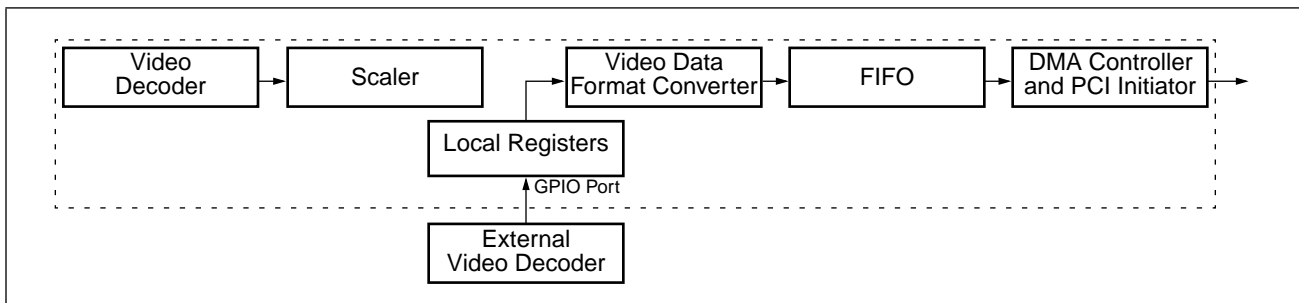 Video
Decoder
Scaler
Video Data
Format Converter
FIFO
DMA Controller
and PCI Initiator
Local Registers
GPIO Port
External
Video Decoder